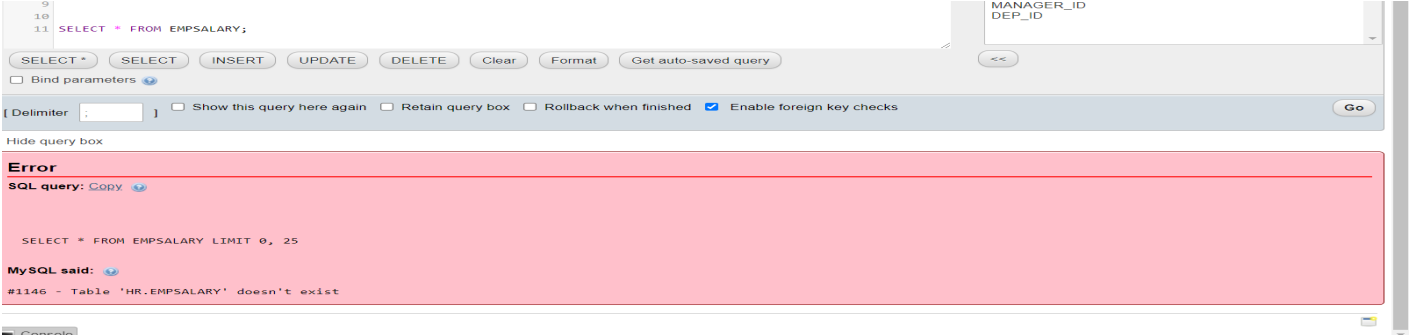 9
MANAGER_ID
10
DEP_ID
11 SELECT * FROM EMPSALARY;
SELECT * SELECT INSERT UPDATE DELETE Clear Format Get auto-saved query <<
Bind parameters
[ Delimiter ; ] Show this query here again Retain query box Rollback when finished Enable foreign key checks Go
Hide query box
Error
SQL query: Copy
SELECT * FROM EMPSALARY LIMIT 0, 25
MySQL said:
#1146 - Table 'HR.EMPSALARY' doesn't exist
Console